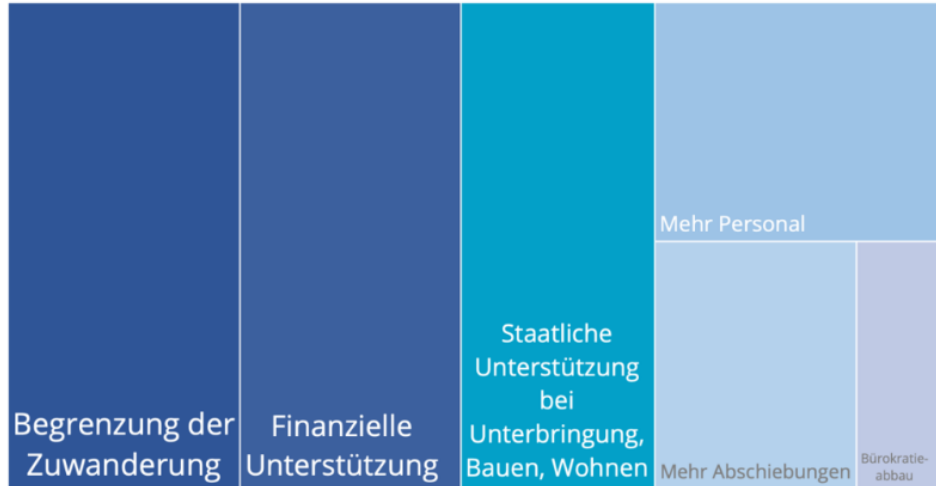 Begrenzung der
Zuwanderung
Finanzielle
Unterstützung
Staatliche
Unterstützung
bei
Unterbringung,
Bauen, Wohnen
Mehr Personal
Mehr Abschiebungen
Bürokratie-
abbau